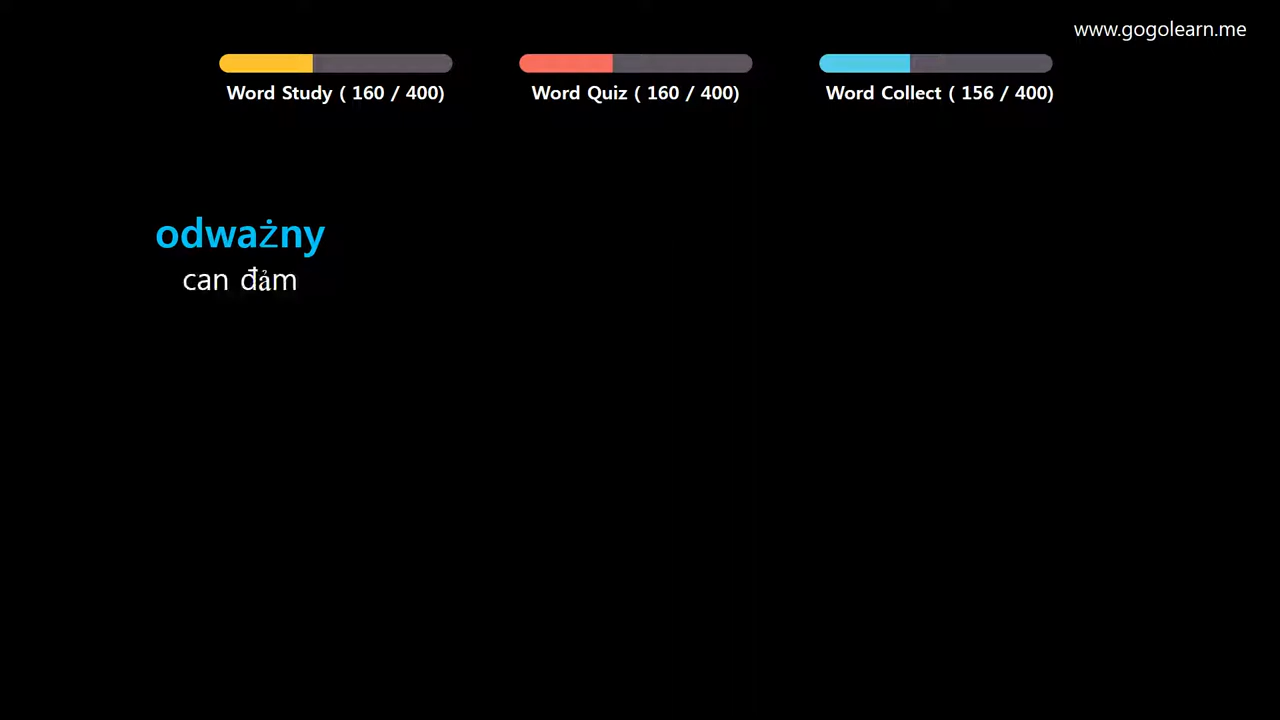 www.gogolearn.me
Word Study ( 160 / 400)
Word Quiz ( 160 / 400)
Word Collect ( 156 / 400)
odważny
can đảm